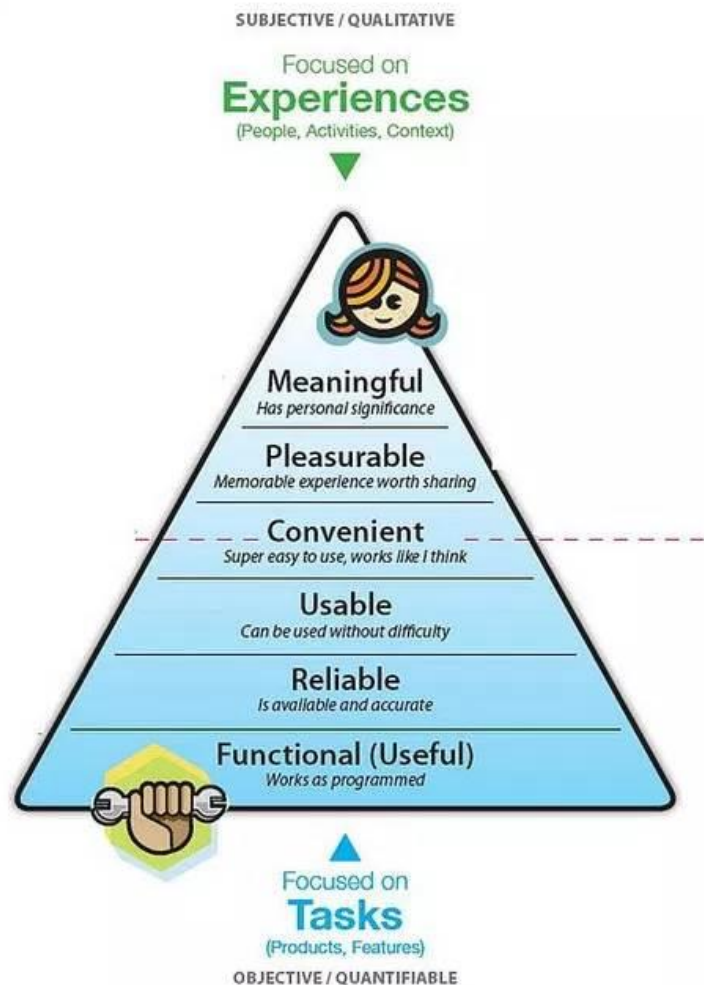 SUBJECTIVE / QUALITATIVE
Focused on
Experiences
(People, Activities, Context)
Meaningful
Has personal significance
Pleasurable
Memorable experience worth sharing
Convenient
Super easy to use, works like I think
Usable
Can be used without difficulty
Reliable
Is available and accurate
Functional (Useful)
Works as programmed
Focused on
Tasks
(Products, Features)
OBJECTIVE / QUANTIFIABLE